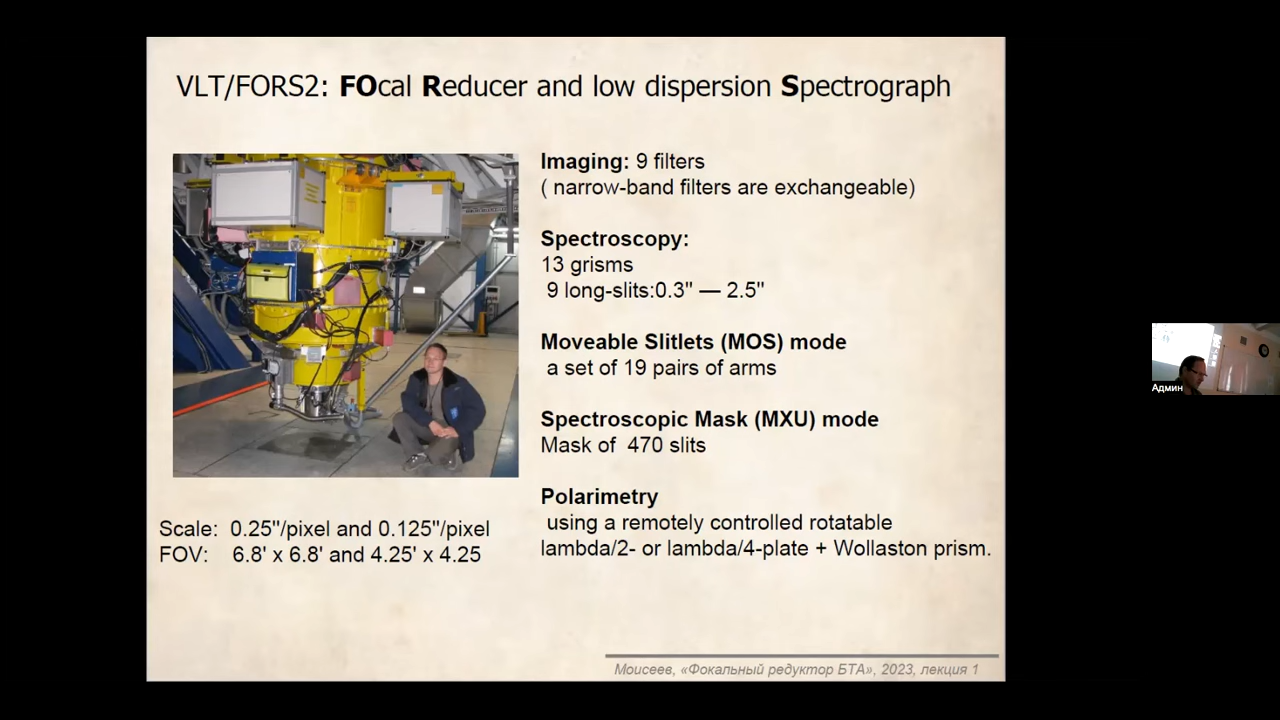 VLT/FORS2: FOcal Reducer and low dispersion Spectrograph
Imaging: 9 filters
( narrow-band filters are exchangeable)
Spectroscopy:
13 grisms
9 long-slits:0.3" — 2.5"
Moveable Slitlets (MOS) mode
a set of 19 pairs of arms
Spectroscopic Mask (MXU) mode
Mask of 470 slits
Polarimetry
using a remotely controlled rotatable
lambda/2- or lambda/4-plate + Wollaston prism.
Scale: 0.25"/pixel and 0.125"/pixel
FOV: 6.8' x 6.8' and 4.25' x 4.25
Моисеев, «Фокальный редуктор БТА», 2023, лекция 1
Админ